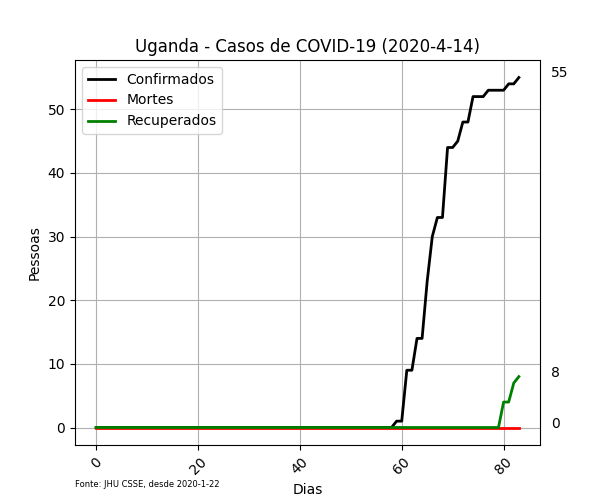 Uganda - Casos de COVID-19 (2020-4-14)
Confirmados
Mortes
Recuperados
55
8
0
Pessoas
50
40
30
20
10
0
0
20
40
60
80
Dias
Fonte: JHU CSSE, desde 2020-1-22